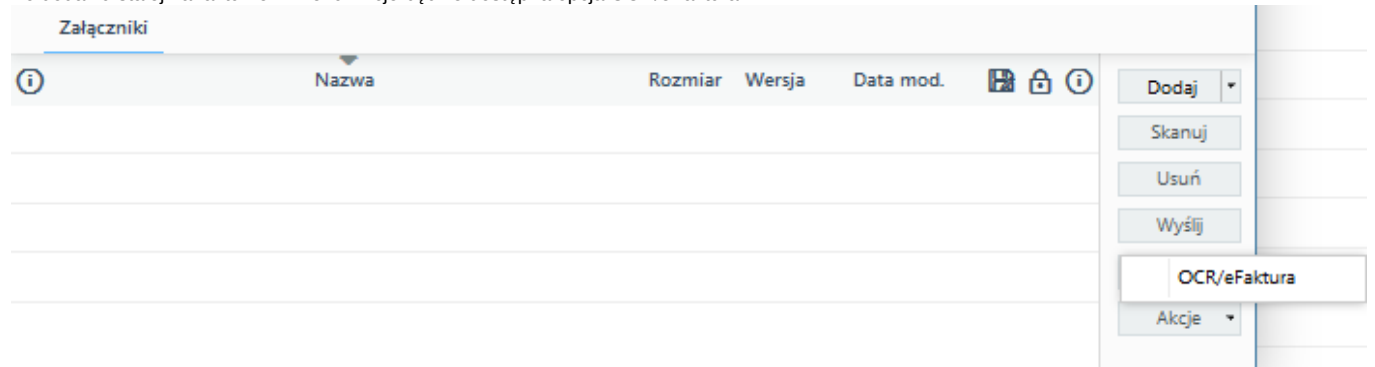 Załączniki
Nazwa Rozmiar Wersja Data mod.
Dodaj
Skanuj
Usuń
Wyślij
OCR/eFaktura
Akcje